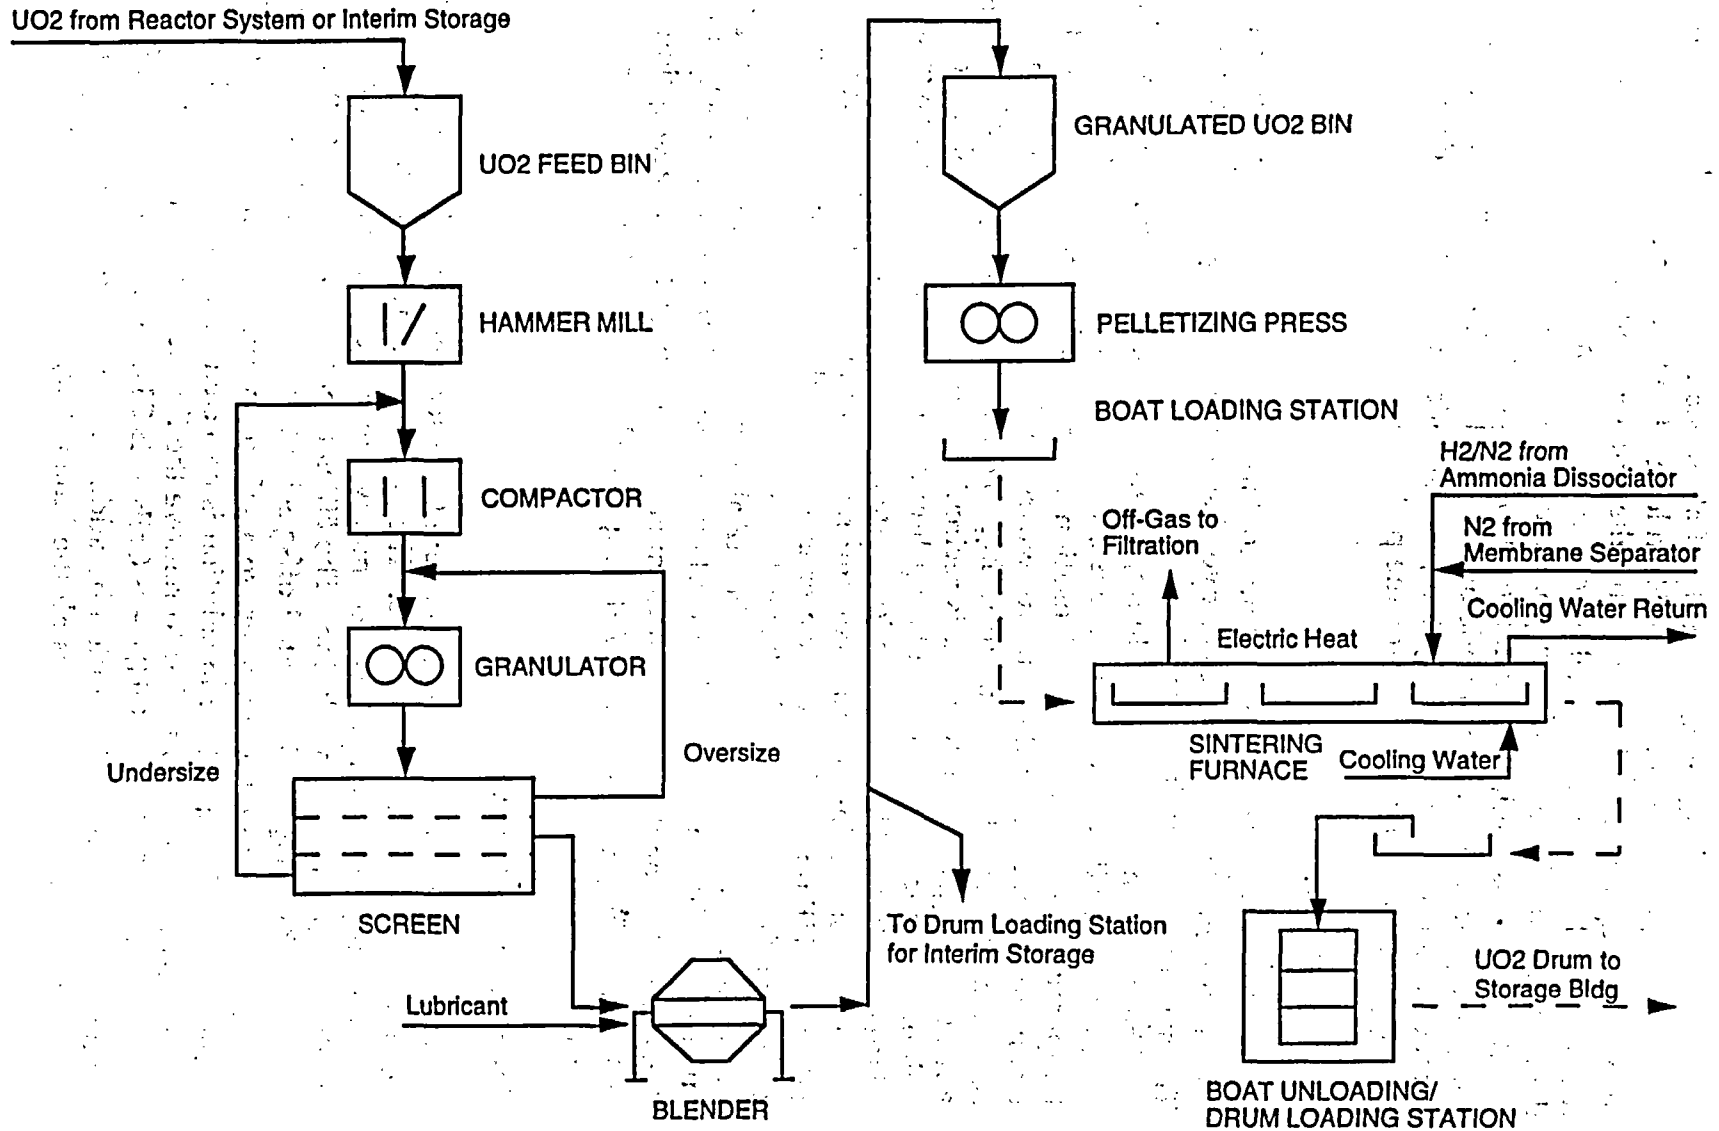 UO2 from Reactor System or Interim Storage
UO2 FEED BIN
HAMMER MILL
COMPACTOR
GRANULATOR
Undersize
Oversize
SCREEN
Lubricant
BLENDER
GRANULATED UO2 BIN
PELLETIZING PRESS
BOAT LOADING STATION
To Drum Loading Station
for Interim Storage
Off-Gas to
Filtration
H2/N2 from
Ammonia Dissociator
N2 from
Membrane Separator
Cooling Water Return
Electric Heat
SINTERING
FURNACE
Cooling Water
UO2 Drum to
Storage Bldg
BOAT UNLOADING/
DRUM LOADING STATION